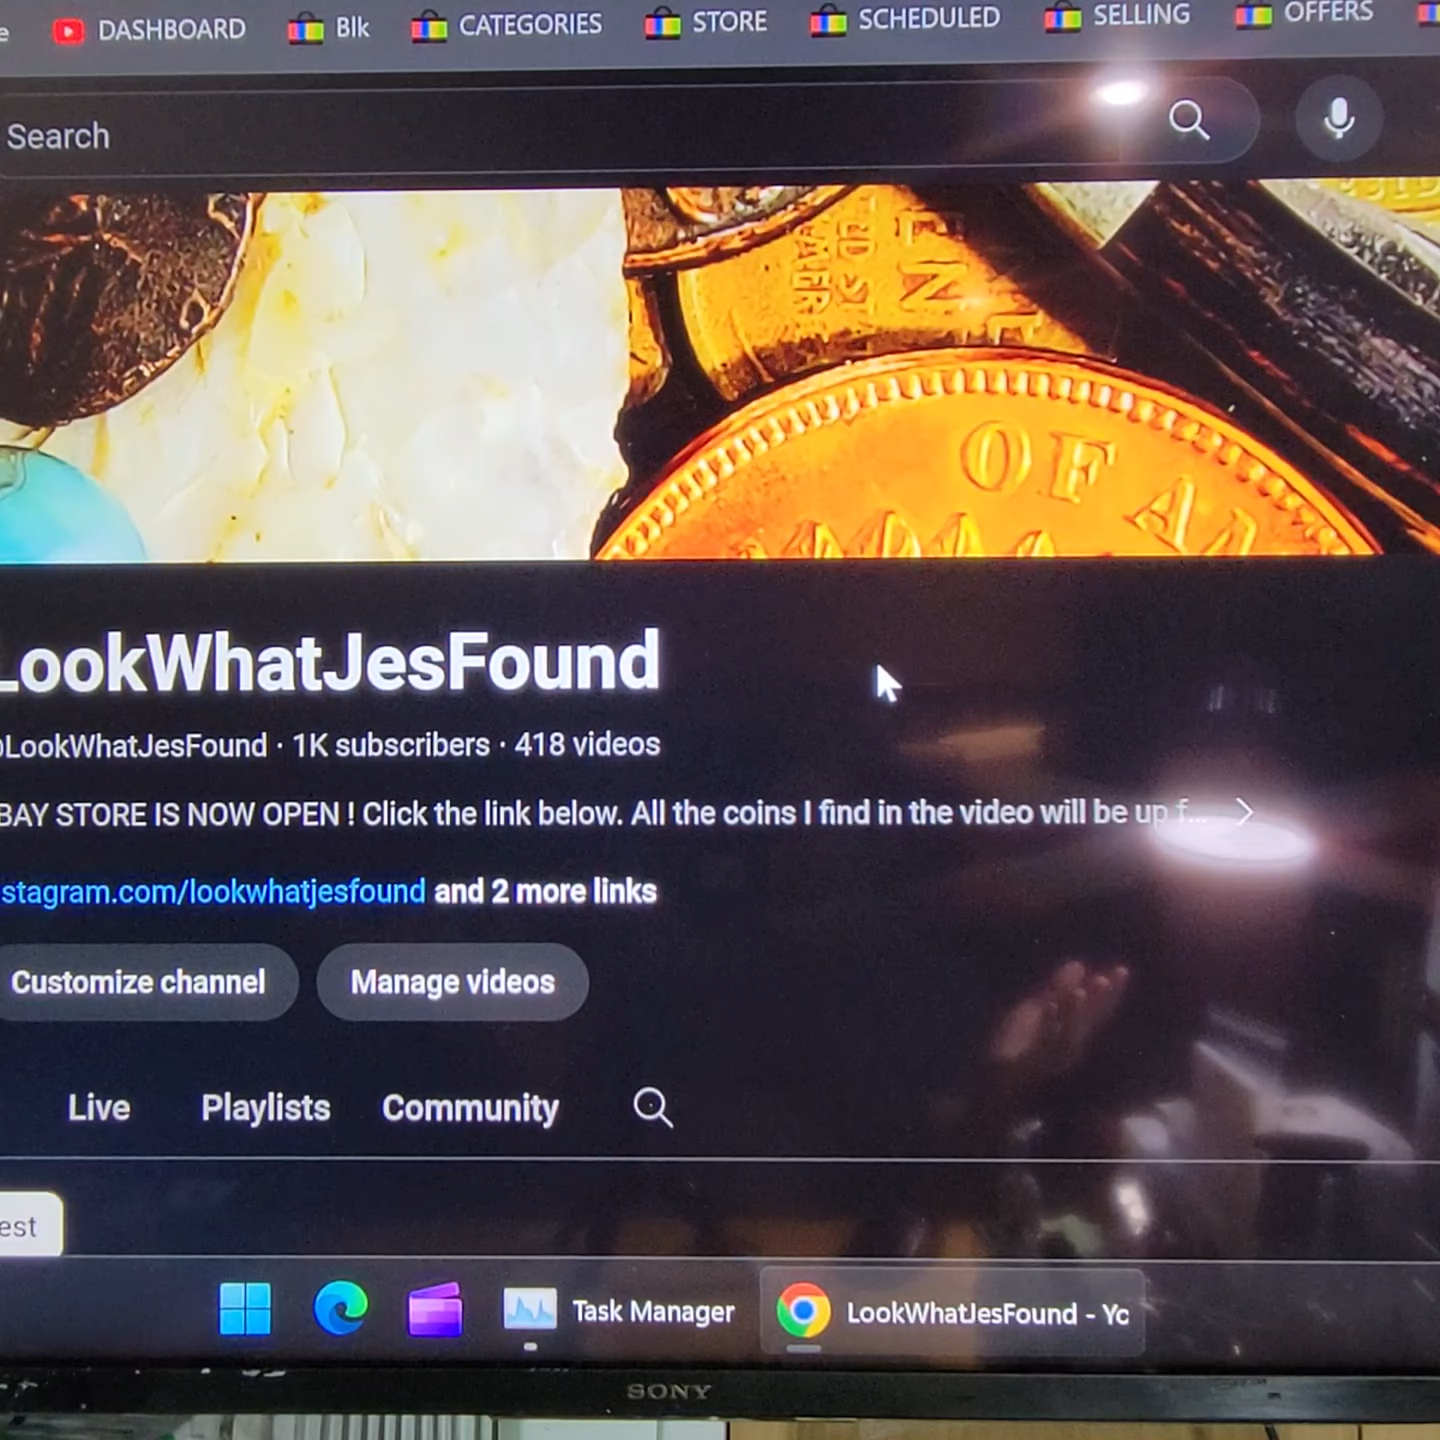 e DASHBOARD Blk CATEGORIES STORE SCHEDULED SELLING OFFERS
Search
EN
OF AM
LookWhatJesFound
@LookWhatJesFound · 1K subscribers · 418 videos
BAY STORE IS NOW OPEN ! Click the link below. All the coins I find in the video will be up f...
stagram.com/lookwhatjesfound and 2 more links
Customize channel Manage videos
Live Playlists Community
est
Task Manager LookWhatJesFound - Yo
SONY